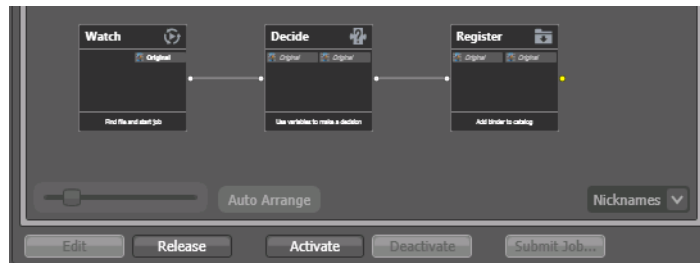 Watch
Decide
Register
Original
Original
Original
Original
Original
Find file and start job
Use variables to make a decision
Add binder to catalog
Auto Arrange
Nicknames
Edit
Release
Activate
Deactivate
Submit Job...